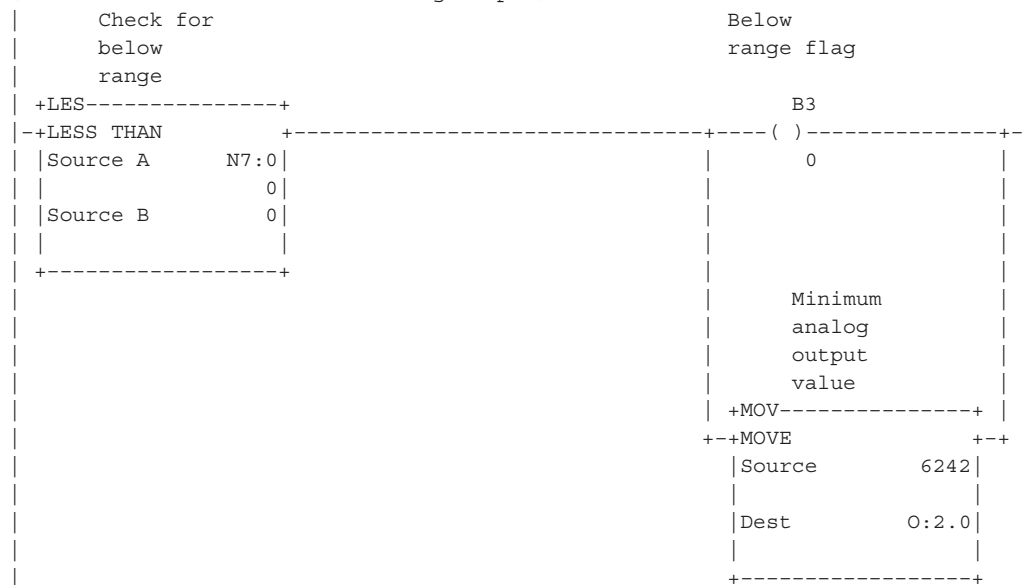 Check for Below
below range flag
range
+LES---------------+ B3
-+LESS THAN +--------------------------------+----( )---------------+-
|Source A N7:0| | 0 |
| 0| | |
|Source B 0| | |
| | | |
+------------------+ | |
| Minimum |
| analog |
| output |
| value |
| +MOV---------------+ |
+-+MOVE +-+
|Source 6242|
| |
|Dest O:2.0|
| |
+------------------+